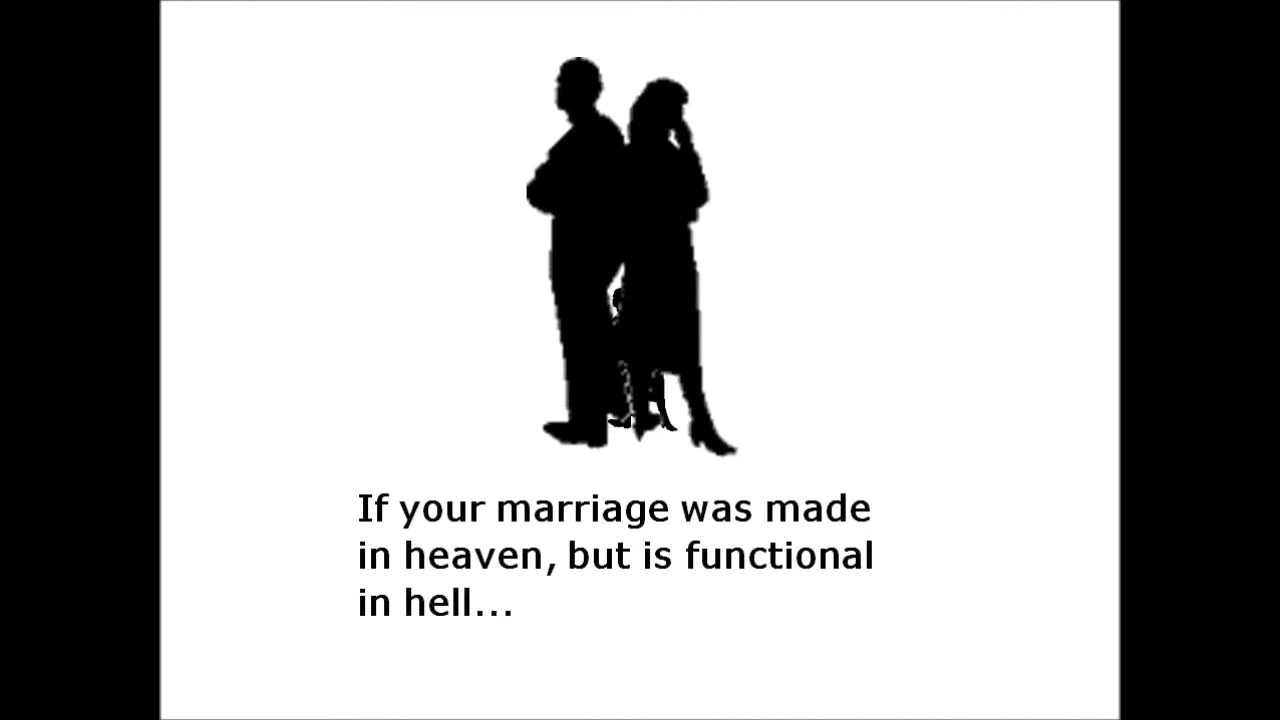 If your marriage was made
in heaven, but is functional
in hell...